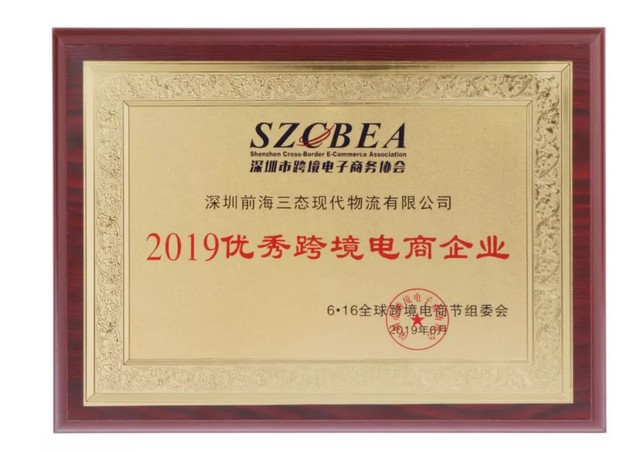 SZCBEA
Shenzhen Cross-Border E-Commerce Association
深圳市跨境电子商务协会
深圳前海三态现代物流有限公司
2019优秀跨境电商企业
6•16全球跨境电商节组委会
2019年6月